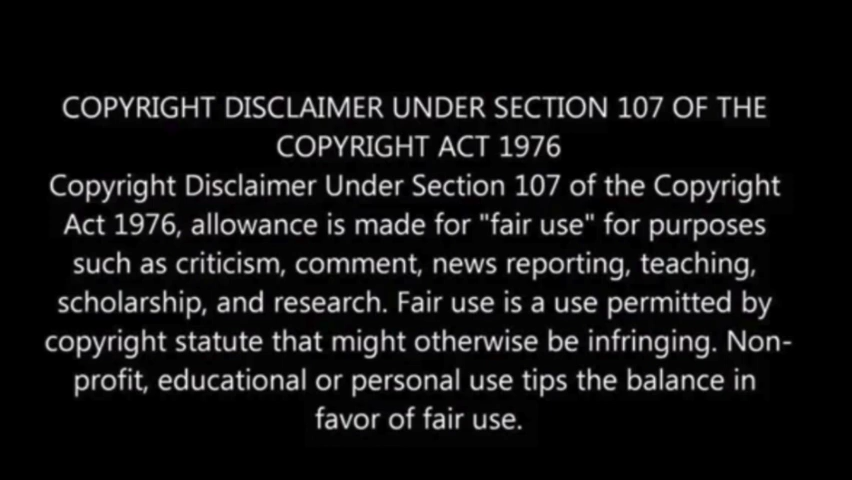 COPYRIGHT DISCLAIMER UNDER SECTION 107 OF THE
COPYRIGHT ACT 1976
Copyright Disclaimer Under Section 107 of the Copyright
Act 1976, allowance is made for "fair use" for purposes
such as criticism, comment, news reporting, teaching,
scholarship, and research. Fair use is a use permitted by
copyright statute that might otherwise be infringing. Non-
profit, educational or personal use tips the balance in
favor of fair use.